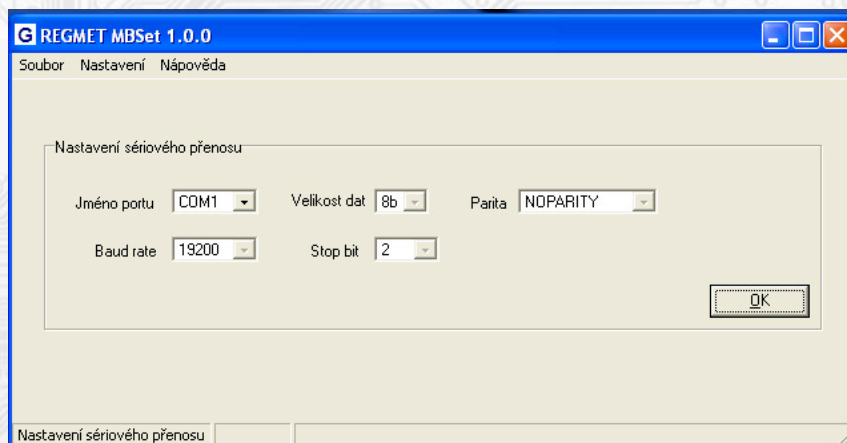 G REGMET MBSet 1.0.0
Soubor Nastavení Nápověda
Nastavení sériového přenosu
Jméno portu COM1 Velikost dat 8b Parita NOPARITY
Baud rate 19200 Stop bit 2
OK
Nastavení sériového přenosu